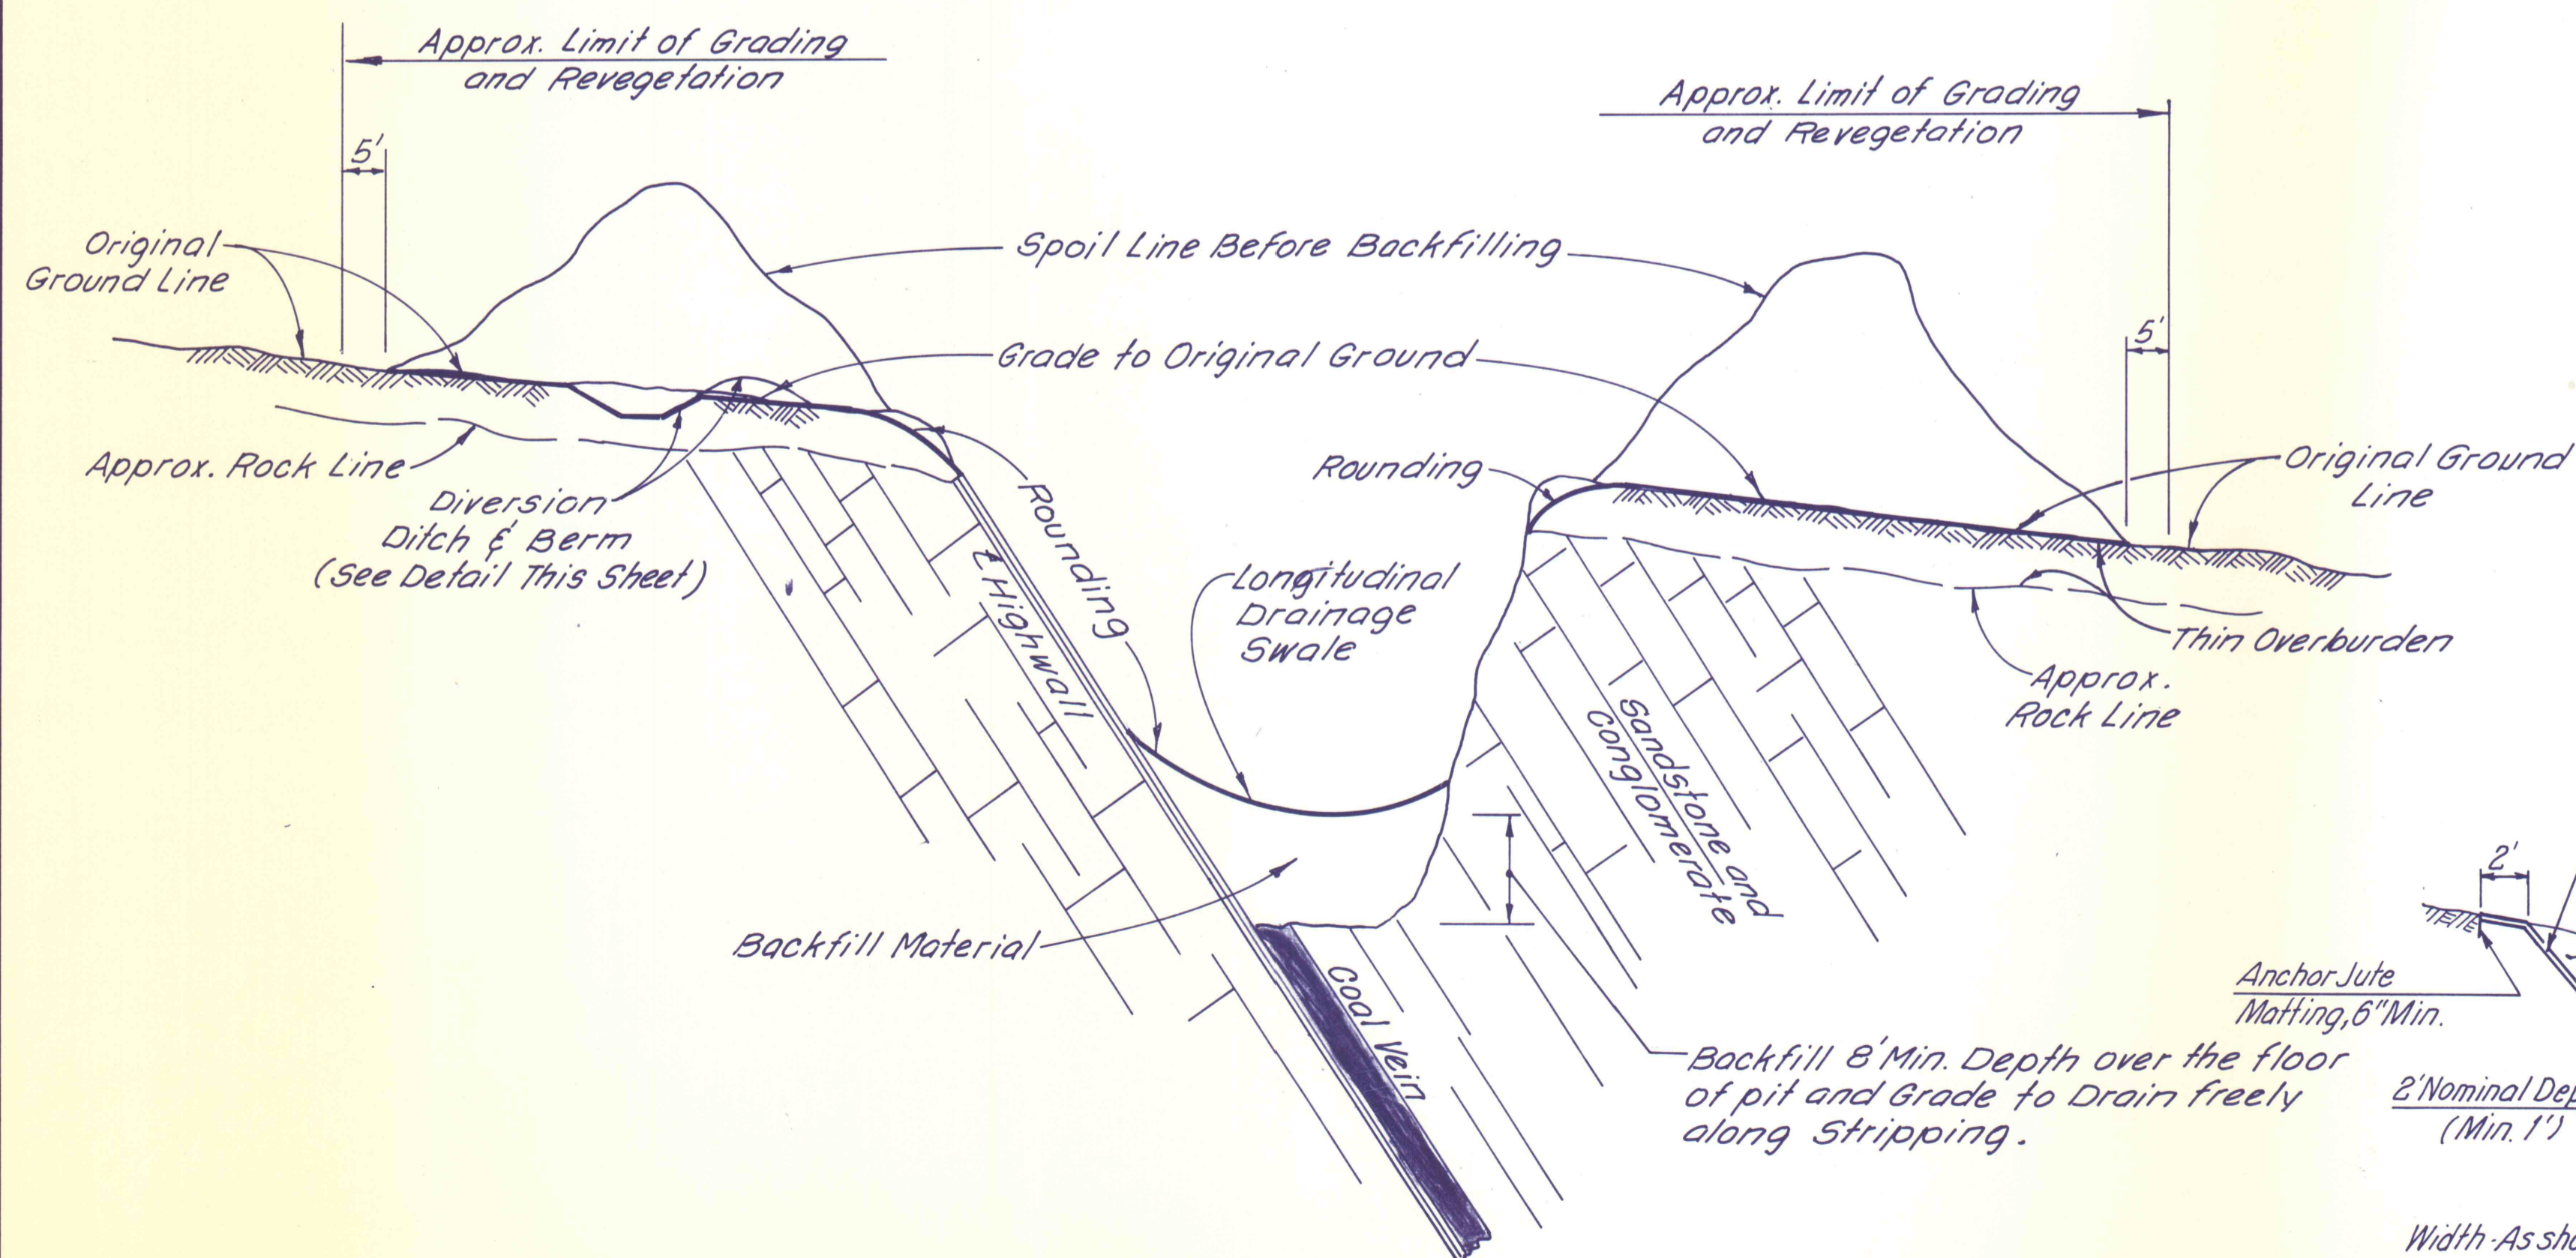 Approx. Limit of Grading
and Revegetation
Approx. Limit of Grading
and Revegetation
5'
Original
Ground Line
Spoil Line Before Backfilling
5'
Grade to Original Ground
Approx. Rock Line
Rounding
Original Ground
Line
Diversion
Ditch & Berm
(See Detail This Sheet)
Rounding
Highwall
Longitudinal
Drainage
Swale
Thin Overburden
Approx.
Rock Line
Sandstone and
Conglomerate
2'
Backfill Material
Coal Vein
Anchor Jute
Matting, 6" Min.
Backfill 8' Min. Depth over the floor
of pit and Grade to Drain freely
along Stripping.
2' Nominal
(Min. 1')
Width - As